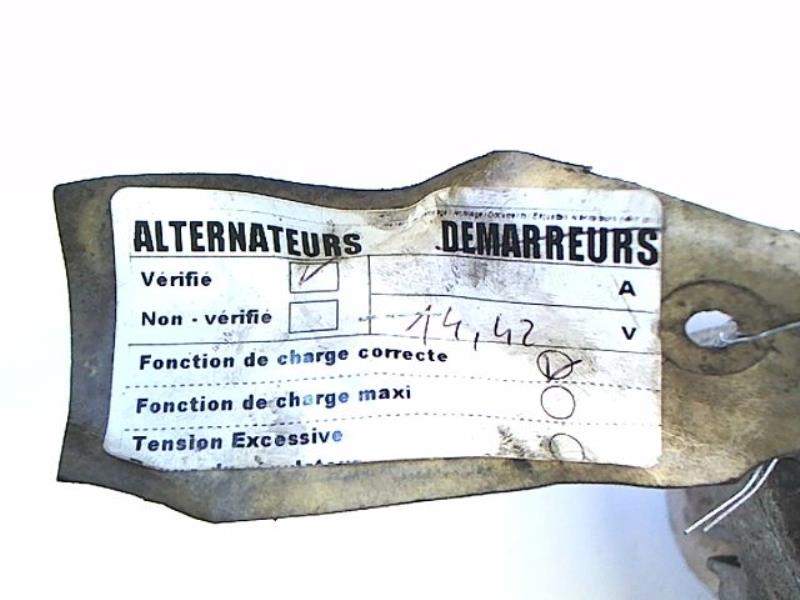 ALTERNATEURS DEMARREURS
Vérifié A
Non - vérifié 14,42 V
Fonction de charge correcte
Fonction de charge maxi
Tension Excessive